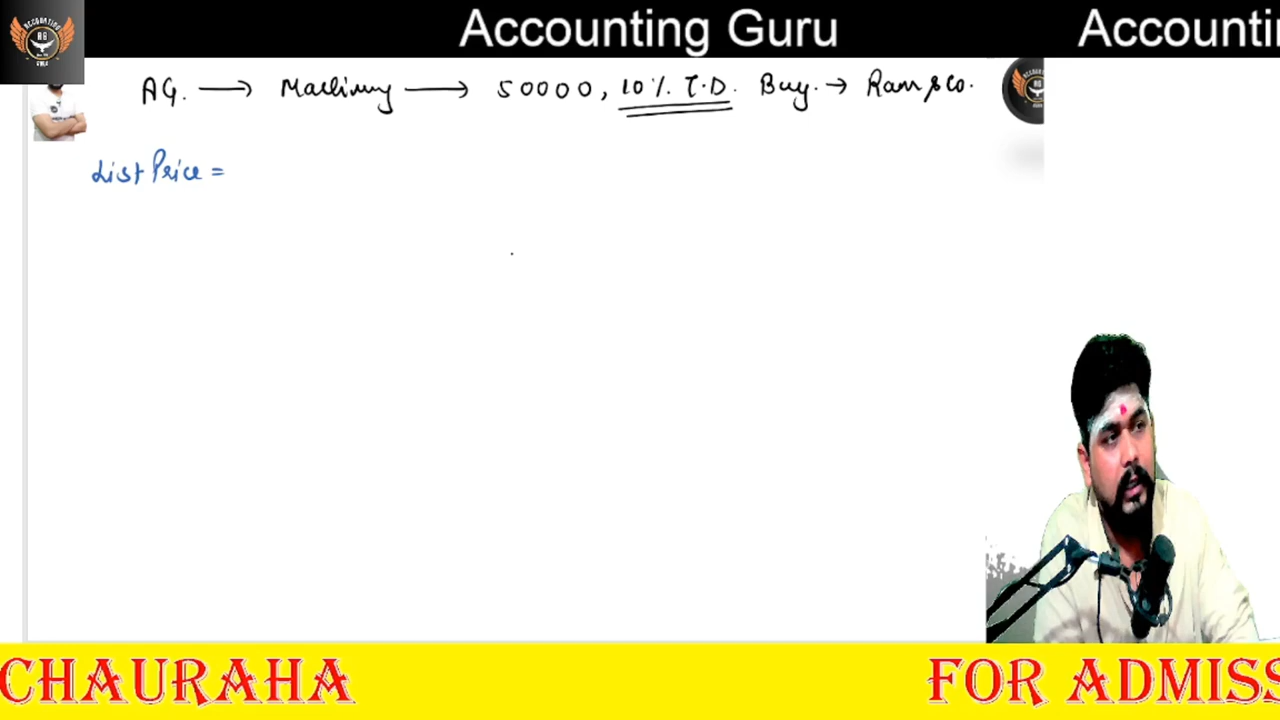 Accounting Guru Accounti
AG. → Machinery → 50000, 10% T.D. Buy. → Ram & Co.
List Price =
CHAURAHA FOR ADMISS